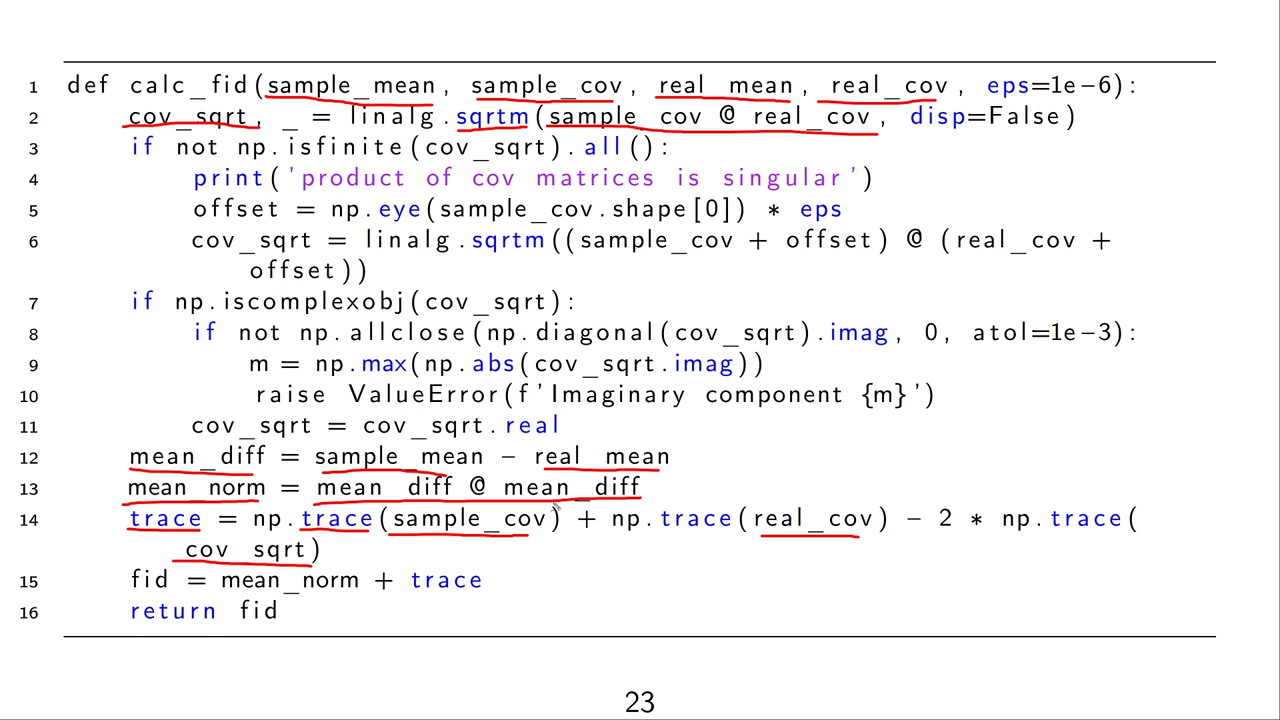 1 def calc_fid(sample_mean, sample_cov, real_mean, real_cov, eps=1e-6):
2 cov_sqrt, _ = linalg.sqrtm(sample_cov @ real_cov, disp=False)
3 if not np.isfinite(cov_sqrt).all():
4 print('product of cov matrices is singular')
5 offset = np.eye(sample_cov.shape[0]) * eps
6 cov_sqrt = linalg.sqrtm((sample_cov + offset) @ (real_cov +
offset))
7 if np.iscomplexobj(cov_sqrt):
8 if not np.allclose(np.diagonal(cov_sqrt).imag, 0, atol=1e-3):
9 m = np.max(np.abs(cov_sqrt.imag))
10 raise ValueError(f'Imaginary component {m}')
11 cov_sqrt = cov_sqrt.real
12 mean_diff = sample_mean - real_mean
13 mean_norm = mean_diff @ mean_diff
14 trace = np.trace(sample_cov) + np.trace(real_cov) - 2 * np.trace(
cov_sqrt)
15 fid = mean_norm + trace
16 return fid
23